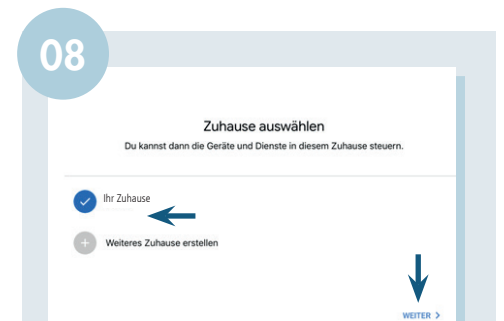 08
Zuhause auswählen
Du kannst dann die Geräte und Dienste in diesem Zuhause steuern.
Ihr Zuhause
Weiteres Zuhause erstellen
WEITER >